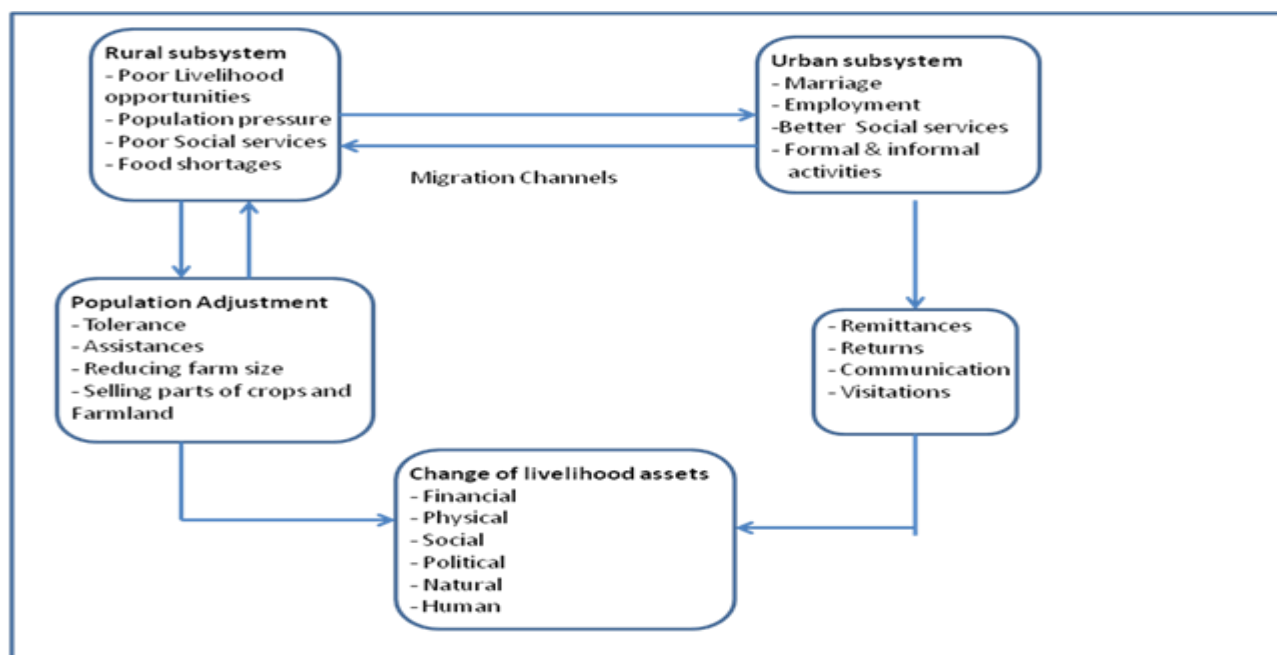 Rural subsystem
- Poor Livelihood
opportunities
- Population pressure
- Poor Social services
- Food shortages
Urban subsystem
- Marriage
- Employment
-Better Social services
- Formal & informal
activities
Migration Channels
Population Adjustment
- Tolerance
- Assistances
- Reducing farm size
- Selling parts of crops and
Farmland
- Remittances
- Returns
- Communication
- Visitations
Change of livelihood assets
- Financial
- Physical
- Social
- Political
- Natural
- Human